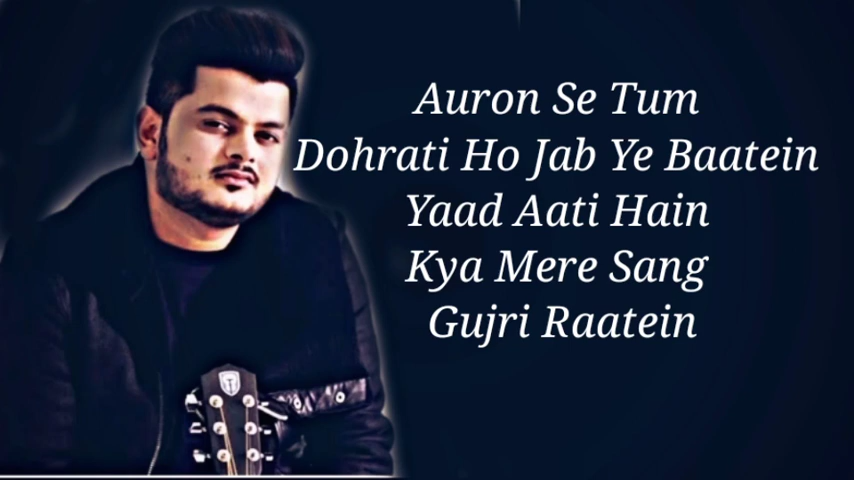 Auron Se Tum
Dohrati Ho Jab Ye Baatein
Yaad Aati Hain
Kya Mere Sang
Gujri Raatein